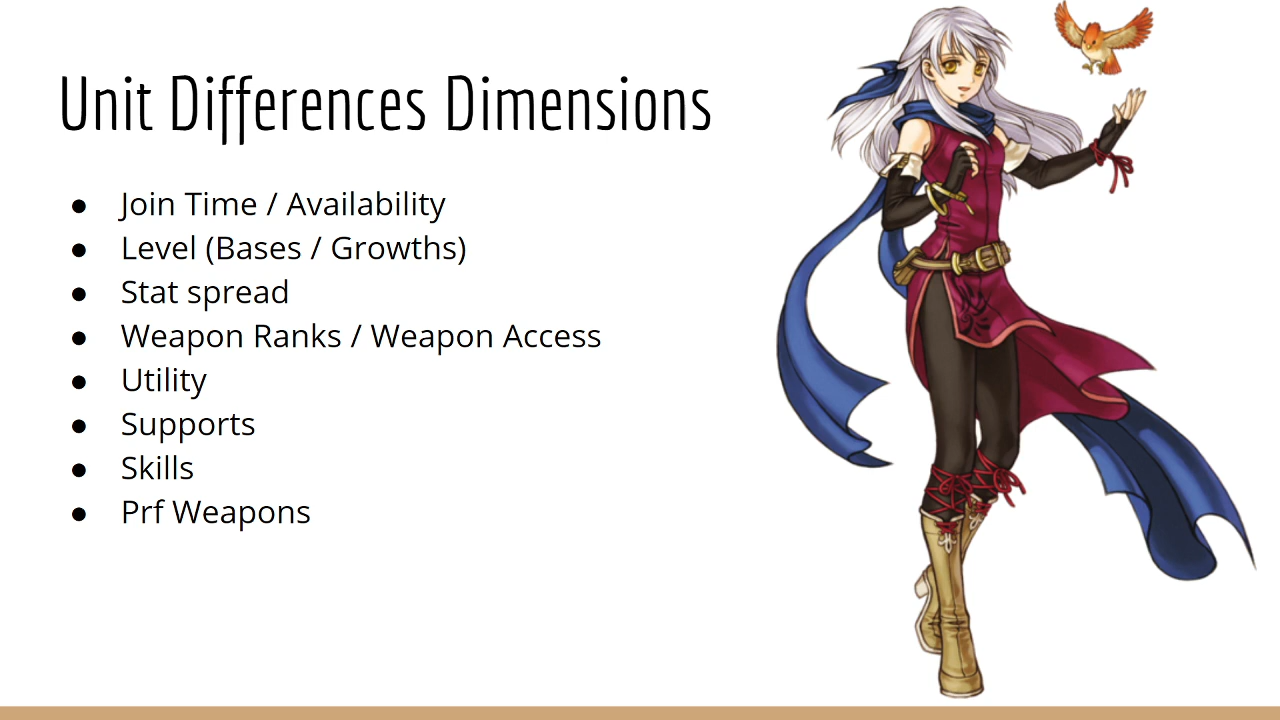 Unit Differences Dimensions
● Join Time / Availability
● Level (Bases / Growths)
● Stat spread
● Weapon Ranks / Weapon Access
● Utility
● Supports
● Skills
● Prf Weapons